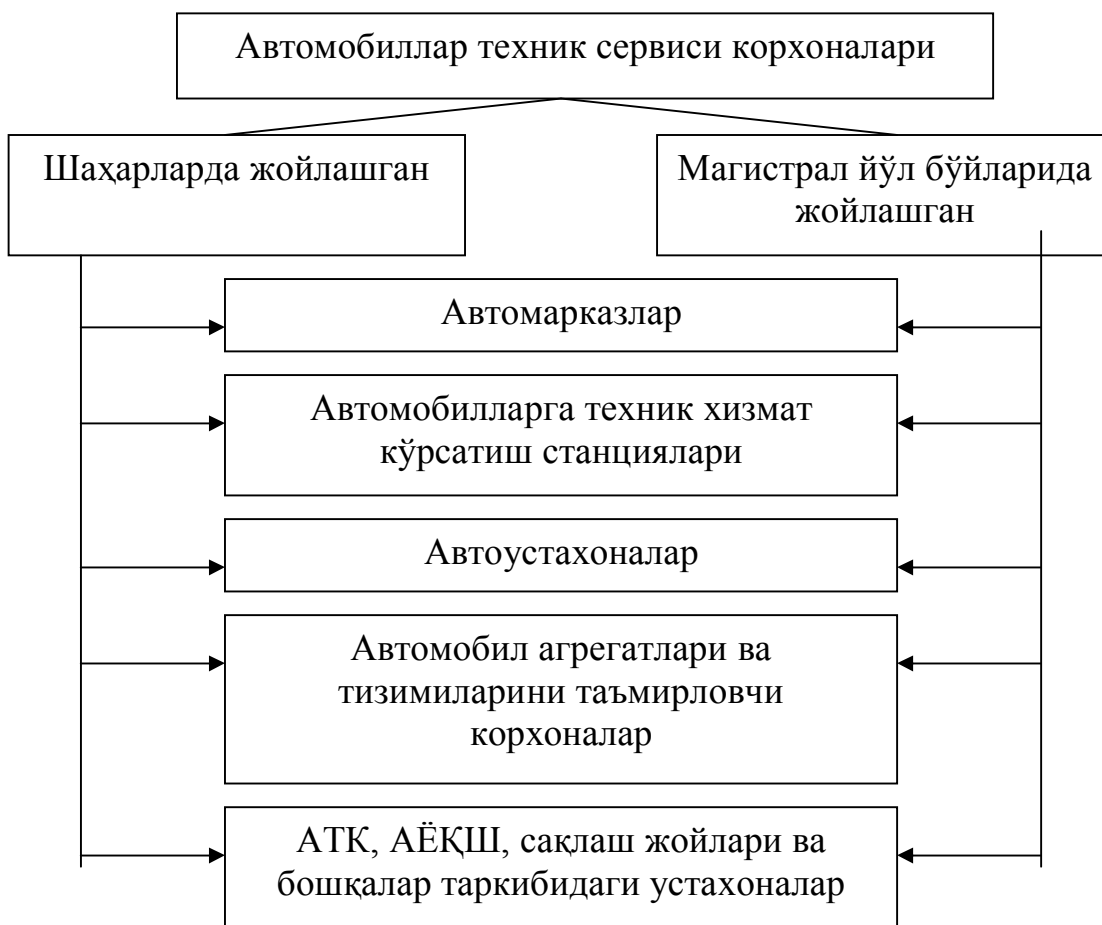 Автомобиллар техник сервиси корхоналари
Шаҳарларда жойлашган
Магистрал йўл бўйларида
жойлашган
Автомарказлар
Автомобилларга техник хизмат
кўрсатиш станциялари
Автоустахоналар
Автомобил агрегатлари ва
тизимиларини таъмирловчи
корхоналар
АТК, АЁҚШ, сақлаш жойлари ва
бошқалар таркибидаги устахоналар